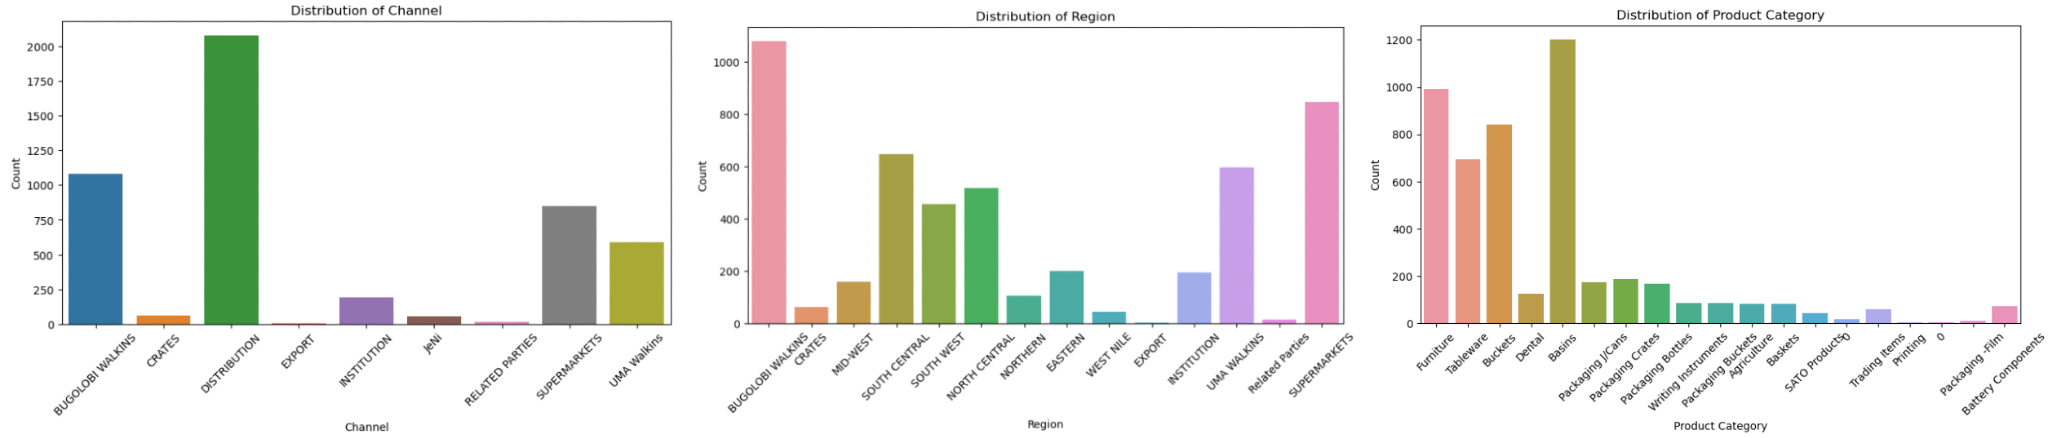 Distribution of Channel
Count
2000
1750
1500
1250
1000
750
500
250
0
BUGOLOBI WALKINS
CRATES
DISTRIBUTION
EXPORT
INSTITUTION
JeNi
RELATED PARTIES
SUPERMARKETS
UMA Walkins
Channel
Distribution of Region
Count
1000
800
600
400
200
0
BUGOLOBI WALKINS
CRATES
MID-WEST
SOUTH CENTRAL
SOUTH WEST
NORTH CENTRAL
NORTHERN
EASTERN
WEST NILE
EXPORT
INSTITUTION
UMA WALKINS
Related Parties
SUPERMARKETS
Region
Distribution of Product Category
Count
1200
1000
800
600
400
200
0
Furniture
Tableware
Buckets
Dental
Basins
Packaging J/Cans
Packaging Crates
Packaging Bottles
Writing Instruments
Packaging Buckets
Agriculture
Baskets
SATO Products
0
Trading Items
Printing
0
Packaging -Film
Battery Components
Product Category